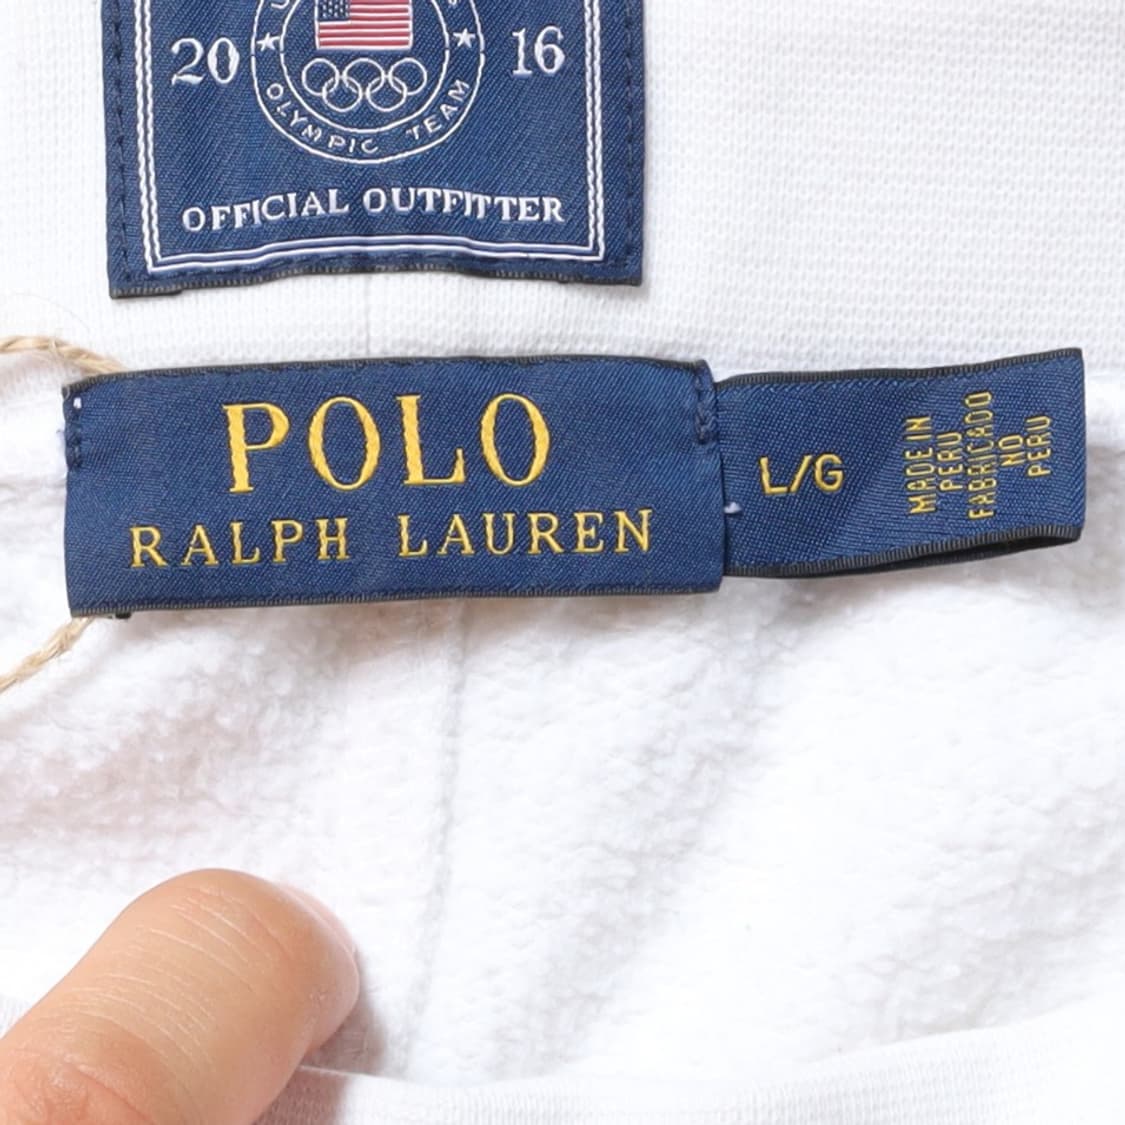 20 16
OLYMPIC TEAM
OFFICIAL OUTFITTER
POLO
RALPH LAUREN
L/G
MADE IN
PERU
FABRICADO
NO
PERU